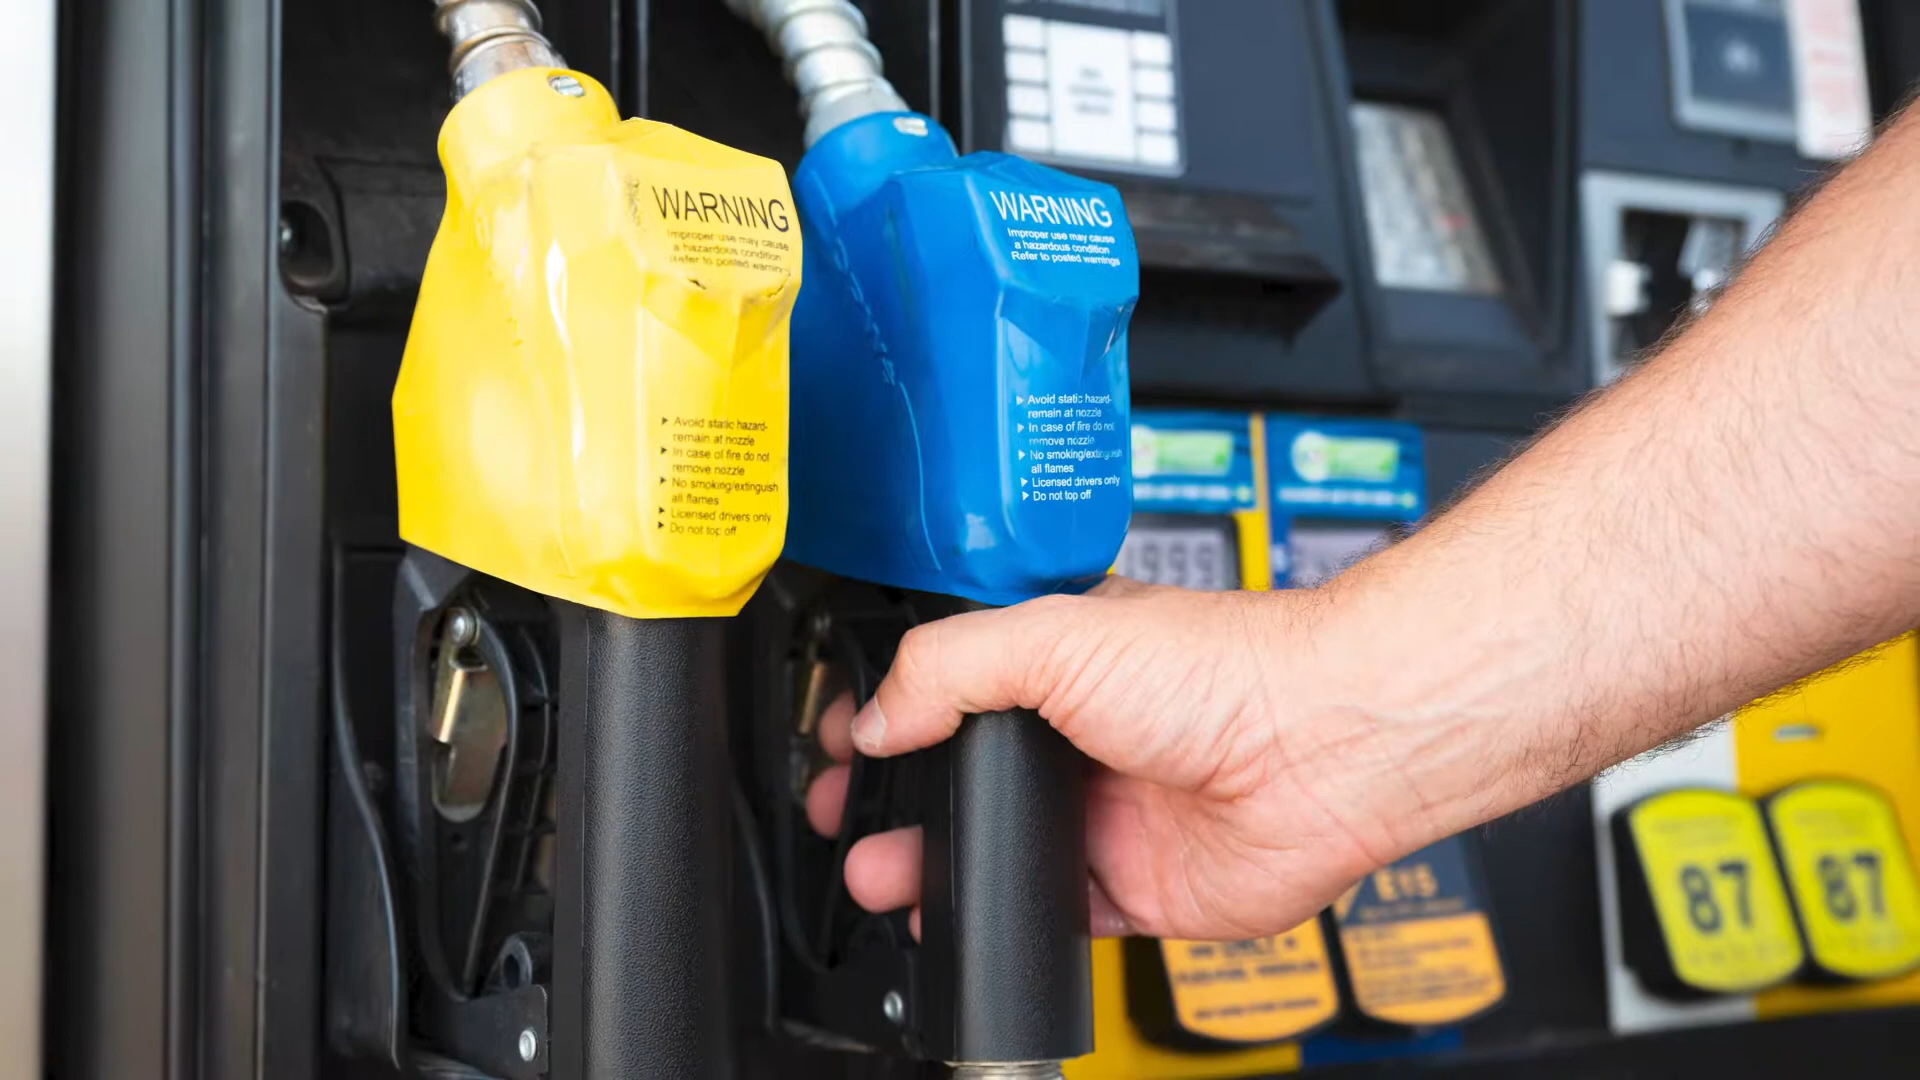 WARNING
Improper use may cause
a hazardous condition
Refer to posted warnings
▶ Avoid static hazard-
remain at nozzle
▶ In case of fire do not
remove nozzle
▶ No smoking/extinguish
all flames
▶ Licensed drivers only
▶ Do not top off
WARNING
Improper use may cause
a hazardous condition
Refer to posted warnings
▶ Avoid static hazard-
remain at nozzle
▶ In case of fire do not
remove nozzle
▶ No smoking/extinguish
all flames
▶ Licensed drivers only
▶ Do not top off
E15
87
87